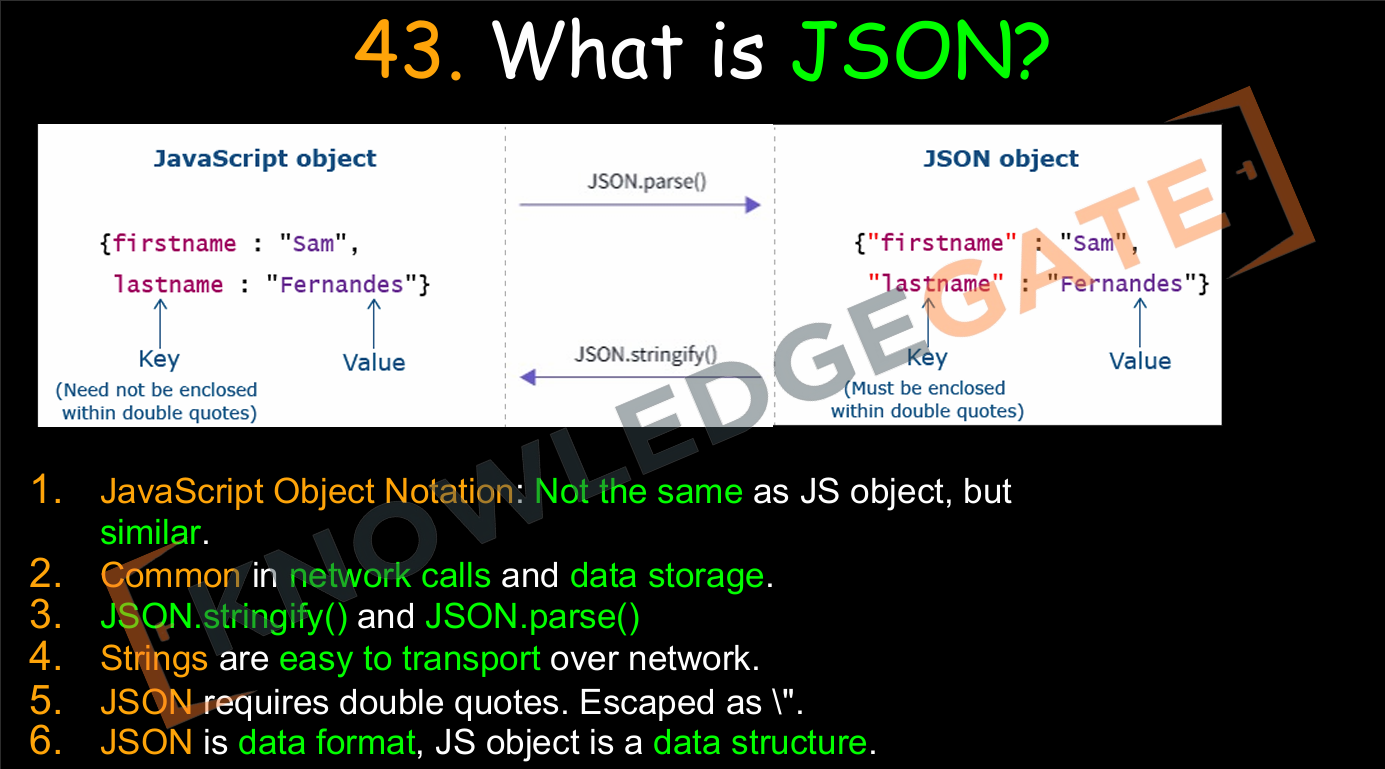 43. What is JSON?
JavaScript object
JSON.parse()
JSON object
{firstname : "Sam",
lastname : "Fernandes"}
{"firstname" : "Sam",
"lastname" : "Fernandes"}
JSON.stringify()
Key
Value
(Need not be enclosed
within double quotes)
Key
Value
(Must be enclosed
within double quotes)
KNOWLEDGEGATE
1. JavaScript Object Notation: Not the same as JS object, but
similar.
2. Common in network calls and data storage.
3. JSON.stringify() and JSON.parse()
4. Strings are easy to transport over network.
5. JSON requires double quotes. Escaped as \".
6. JSON is data format, JS object is a data structure.